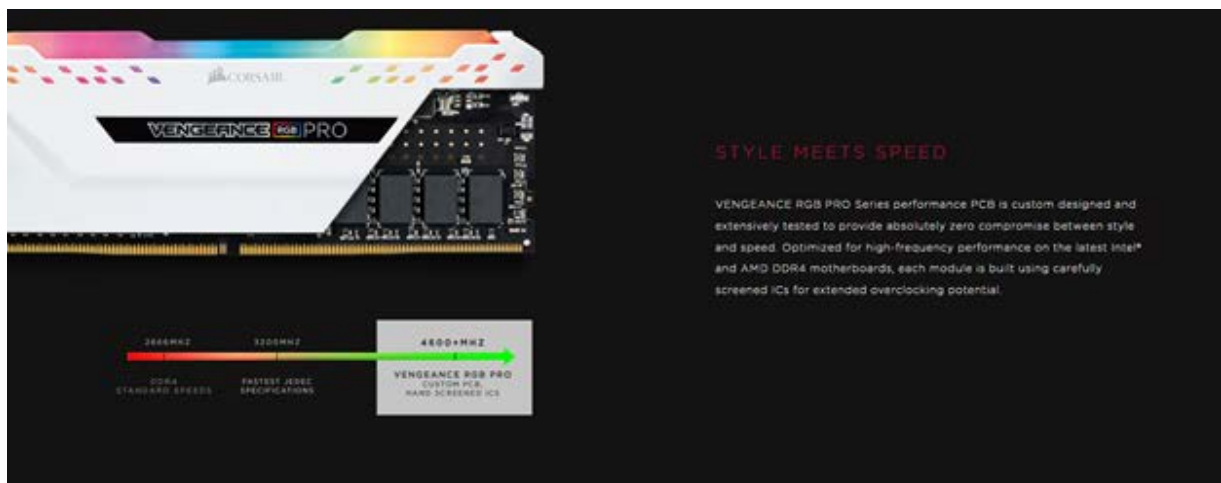 CORSAIR
VENGEANCE RGB PRO
STYLE MEETS SPEED
VENGEANCE RGB PRO Series performance PCB is custom designed and
extensively tested to provide absolutely zero compromise between style
and speed. Optimized for high-frequency performance on the latest Intel®
and AMD DDR4 motherboards, each module is built using carefully
screened ICs for extended overclocking potential.
2666MHZ
3200MHZ
4600+MHZ
DDR4
STANDARD SPEEDS
FASTEST JEDEC
SPECIFICATIONS
VENGEANCE RGB PRO
CUSTOM PCB,
HAND SCREENED ICS